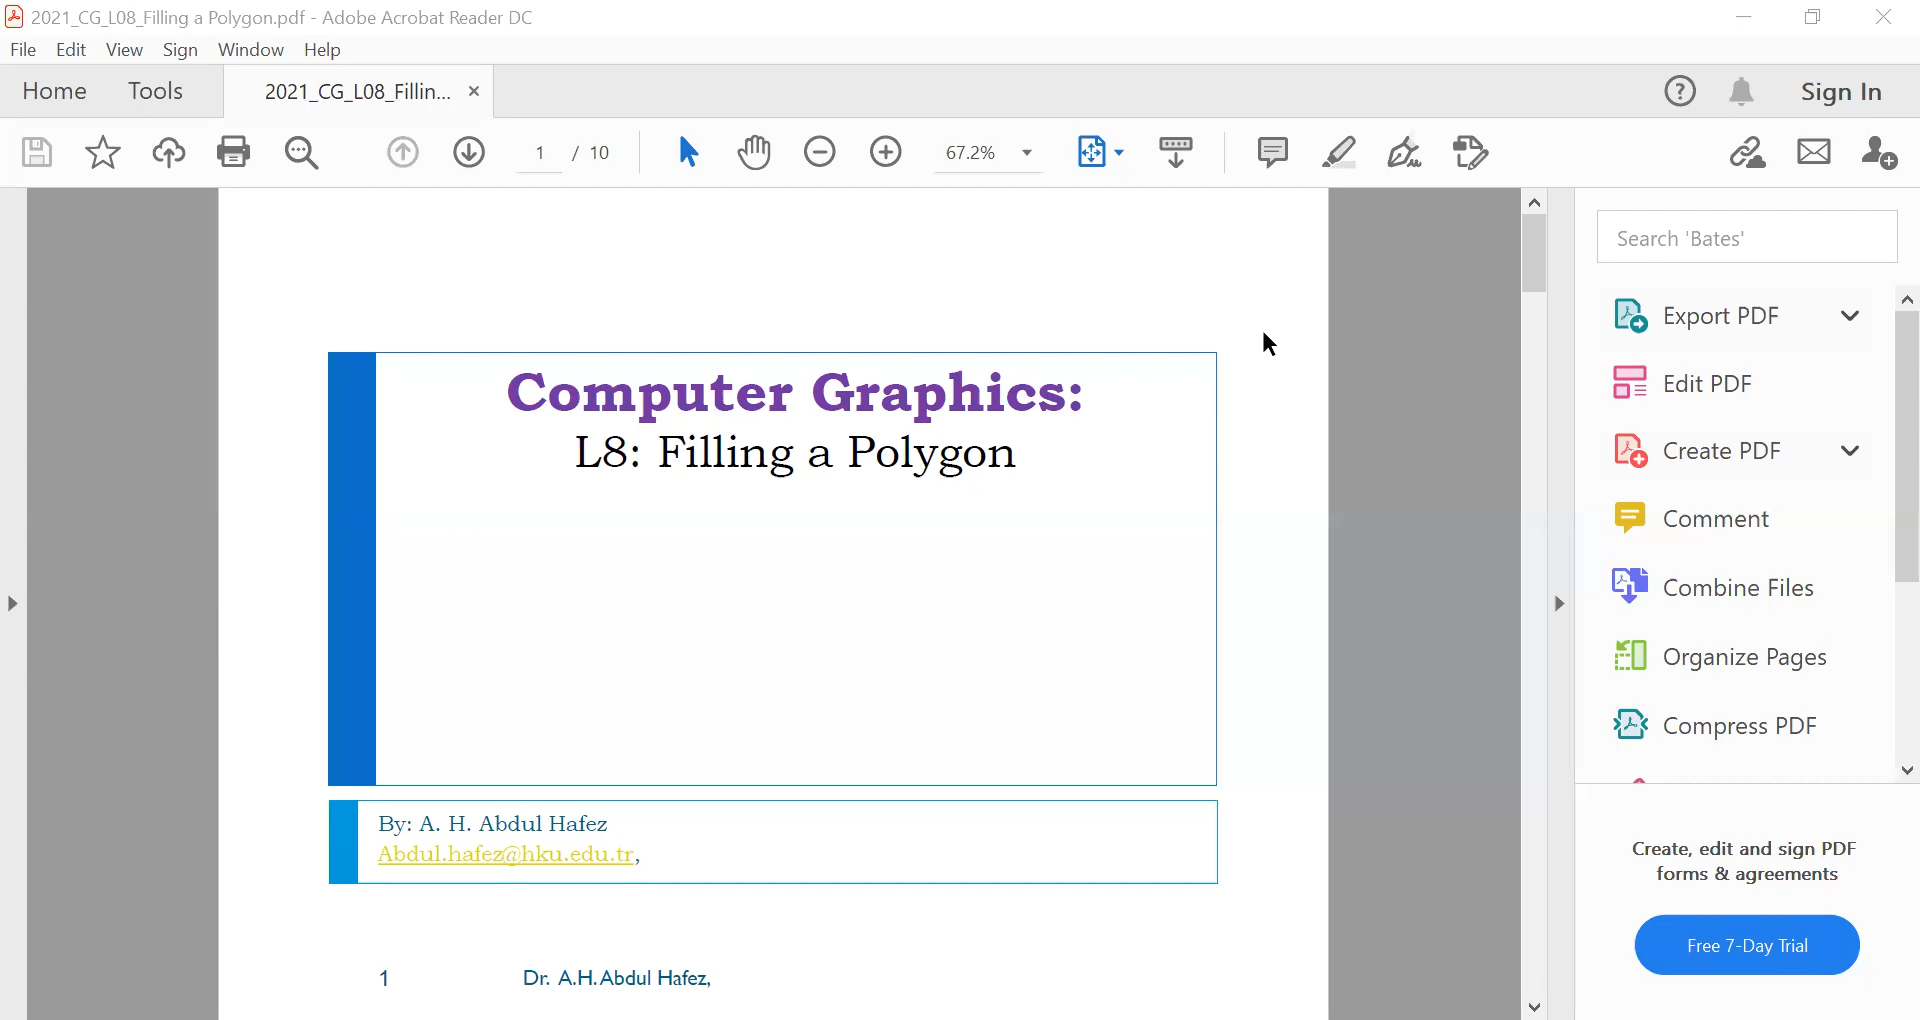 2021_CG_L08_Filling a Polygon.pdf - Adobe Acrobat Reader DC
File Edit View Sign Window Help
Home Tools 2021_CG_L08_Fillin... × Sign In
1 / 10 67.2%
Search 'Bates'
Export PDF
Edit PDF
Create PDF
Comment
Combine Files
Organize Pages
Compress PDF
Create, edit and sign PDF
forms & agreements
Free 7-Day Trial
Computer Graphics:
L8: Filling a Polygon
By: A. H. Abdul Hafez
Abdul.hafez@hku.edu.tr,
1 Dr. A.H.Abdul Hafez,